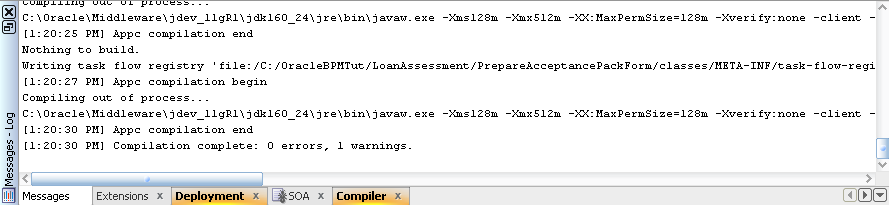 Compiling out of process...
C:\Oracle\Middleware\jdev_11gR1\jdk160_24\jre\bin\javaw.exe -Xms128m -Xmx512m -XX:MaxPermSize=128m -Xverify:none -client -
[1:20:25 PM] Appc compilation end
Nothing to build.
Writing task flow registry 'file:/C:/OracleBPMTut/LoanAssessment/PrepareAcceptancePackForm/classes/META-INF/task-flow-regi
[1:20:27 PM] Appc compilation begin
Compiling out of process...
C:\Oracle\Middleware\jdev_11gR1\jdk160_24\jre\bin\javaw.exe -Xms128m -Xmx512m -XX:MaxPermSize=128m -Xverify:none -client -
[1:20:30 PM] Appc compilation end
[1:20:30 PM] Compilation complete: 0 errors, 1 warnings.
Messages - Log
Messages Extensions Deployment SOA Compiler